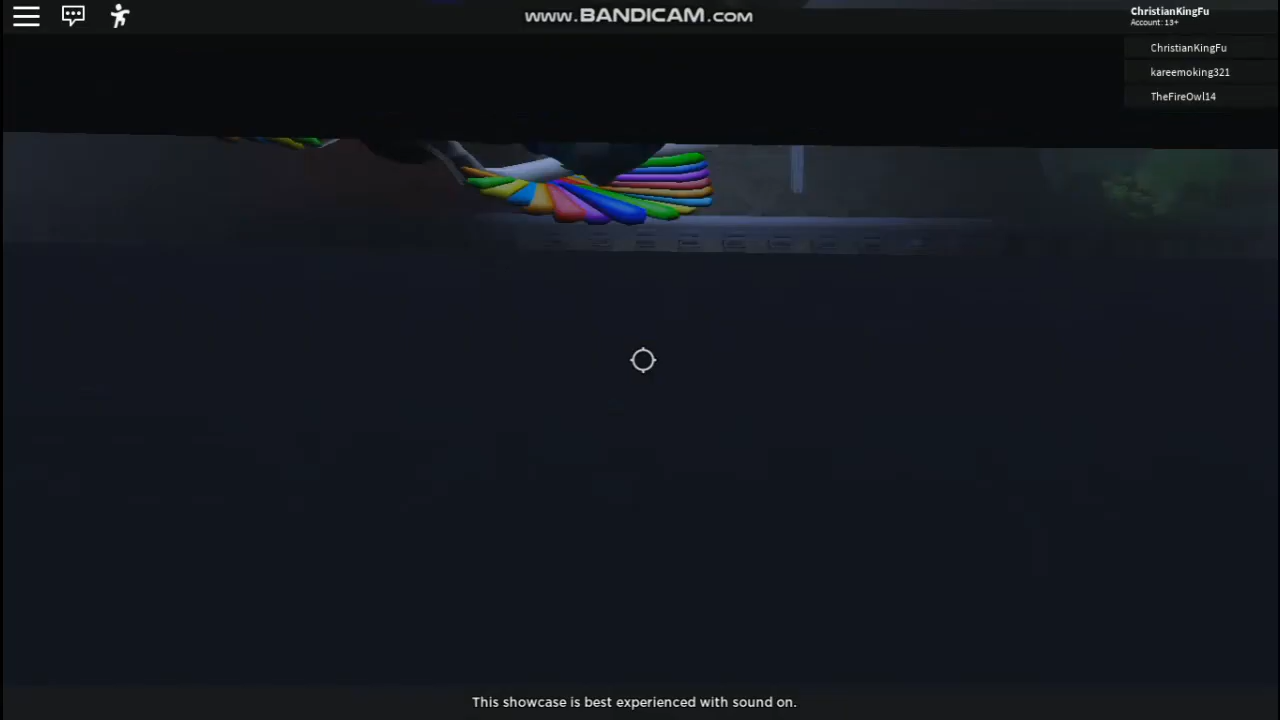 www.BANDICAM.com
ChristianKingFu
Account: 13+
ChristianKingFu
kareemoking321
TheFireOwl14
This showcase is best experienced with sound on.